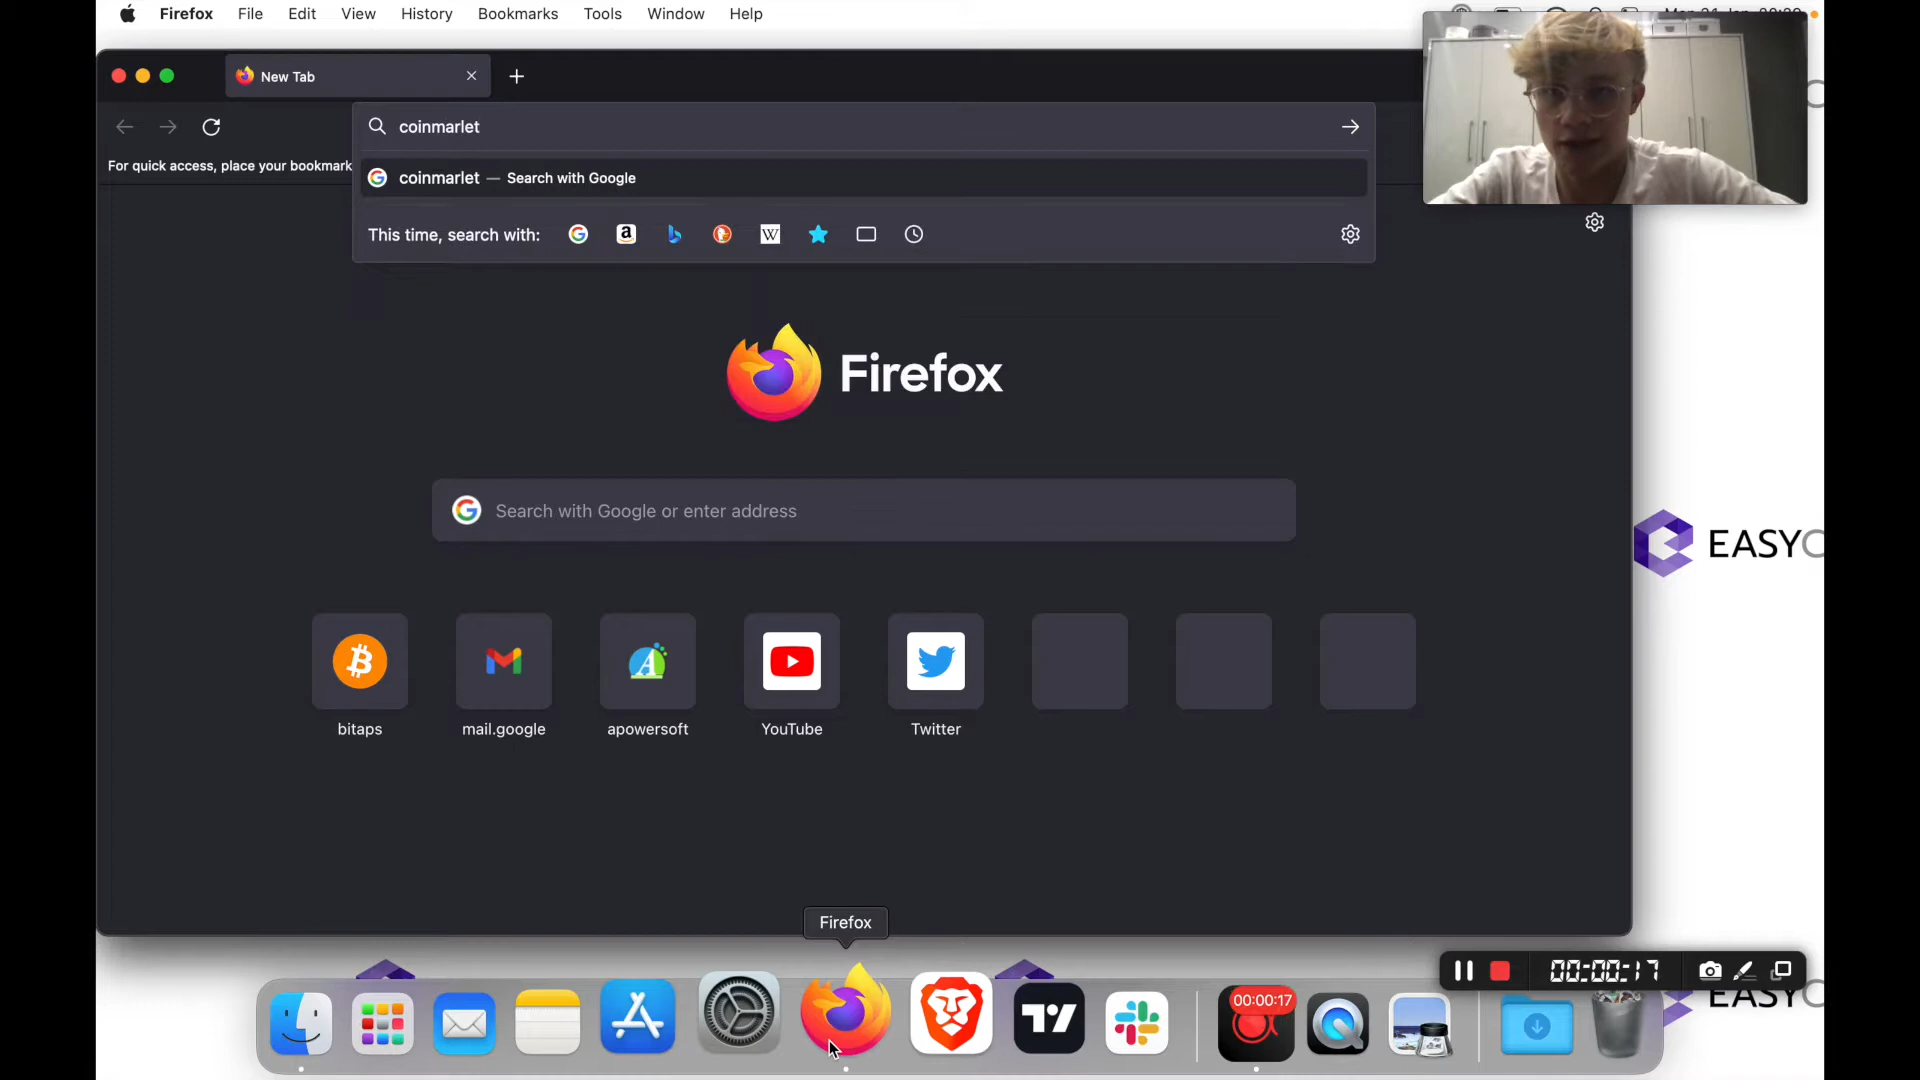 Firefox File Edit View History Bookmarks Tools Window Help
New Tab
coinmarlet
For quick access, place your bookmark
coinmarlet — Search with Google
This time, search with:
Firefox
Search with Google or enter address
EASY
bitaps mail.google apowersoft YouTube Twitter
Firefox
00:00:17
EASY
00:00:17